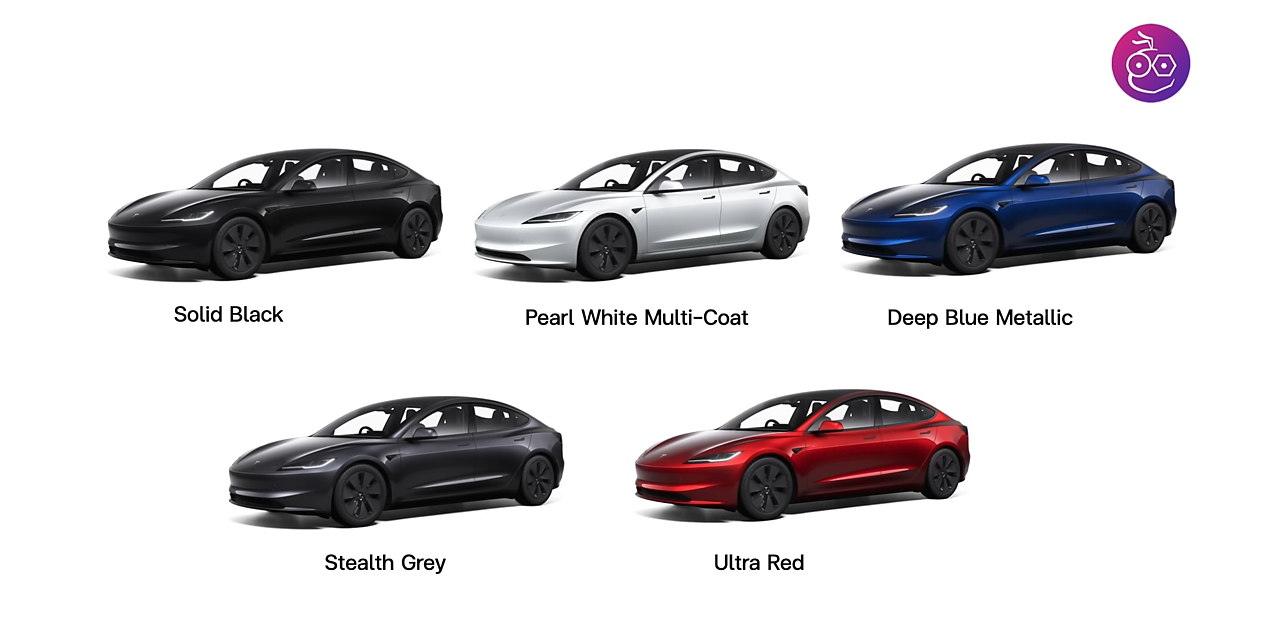 Solid Black
Pearl White Multi-Coat
Deep Blue Metallic
Stealth Grey
Ultra Red